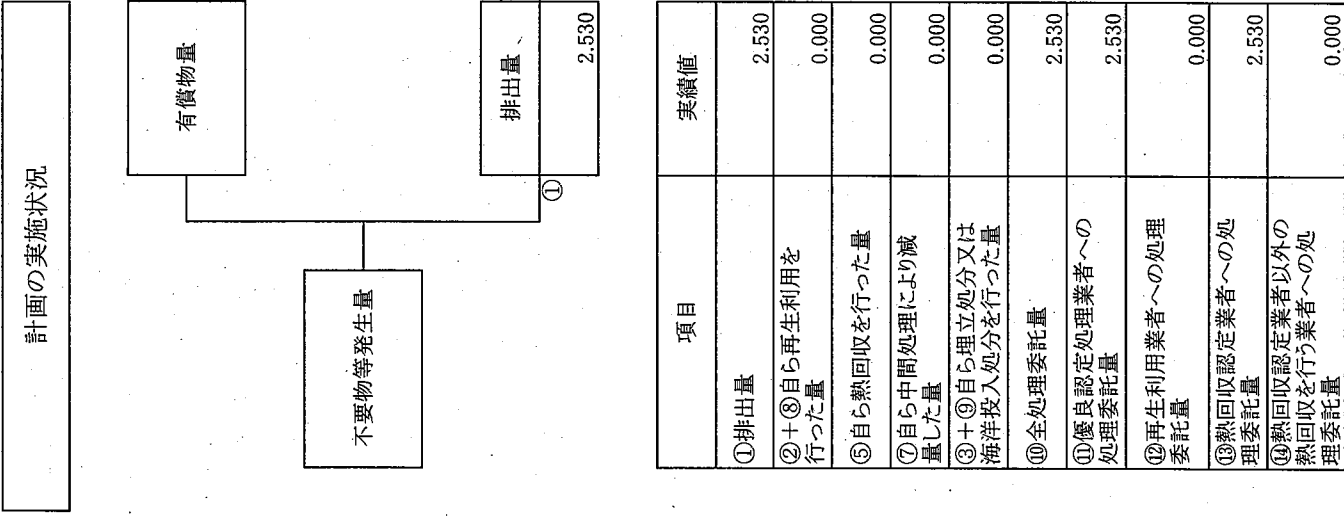 計画の実施状況
有償物量
不要物等発生量
排出量
①
2.530
項目
実績値
①排出量
2.530
②+⑧自ら再生利用を
行った量
0.000
⑤自ら熱回収を行った量
0.000
⑦自ら中間処理により減
量した量
0.000
③+⑨自ら埋立処分又は
海洋投入処分を行った量
0.000
⑩全処理委託量
2.530
⑪優良認定処理業者への
処理委託量
2.530
⑫再生利用業者への処理
委託量
0.000
⑬熱回収認定業者への処
理委託量
2.530
⑭熱回収認定業者以外の
熱回収を行う業者への処
理委託量
0.000